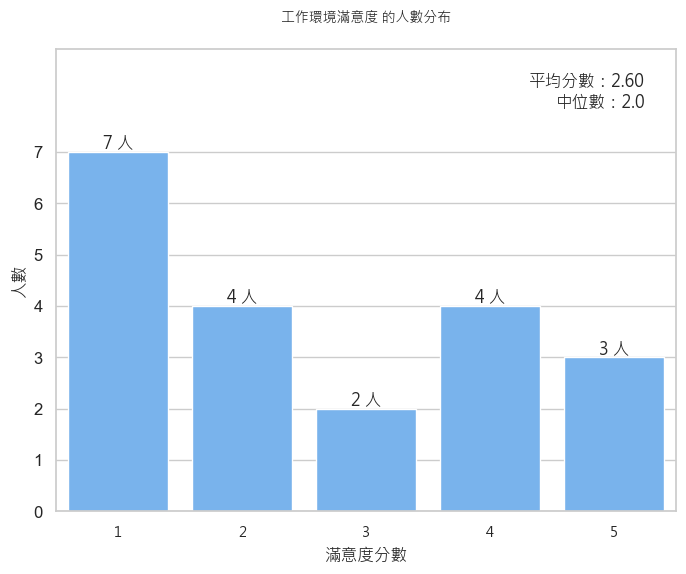 工作環境滿意度 的人數分布
平均分數：2.60
中位數：2.0
7 人
4 人
2 人
4 人
3 人
人數
7
6
5
4
3
2
1
0
1 2 3 4 5
滿意度分數